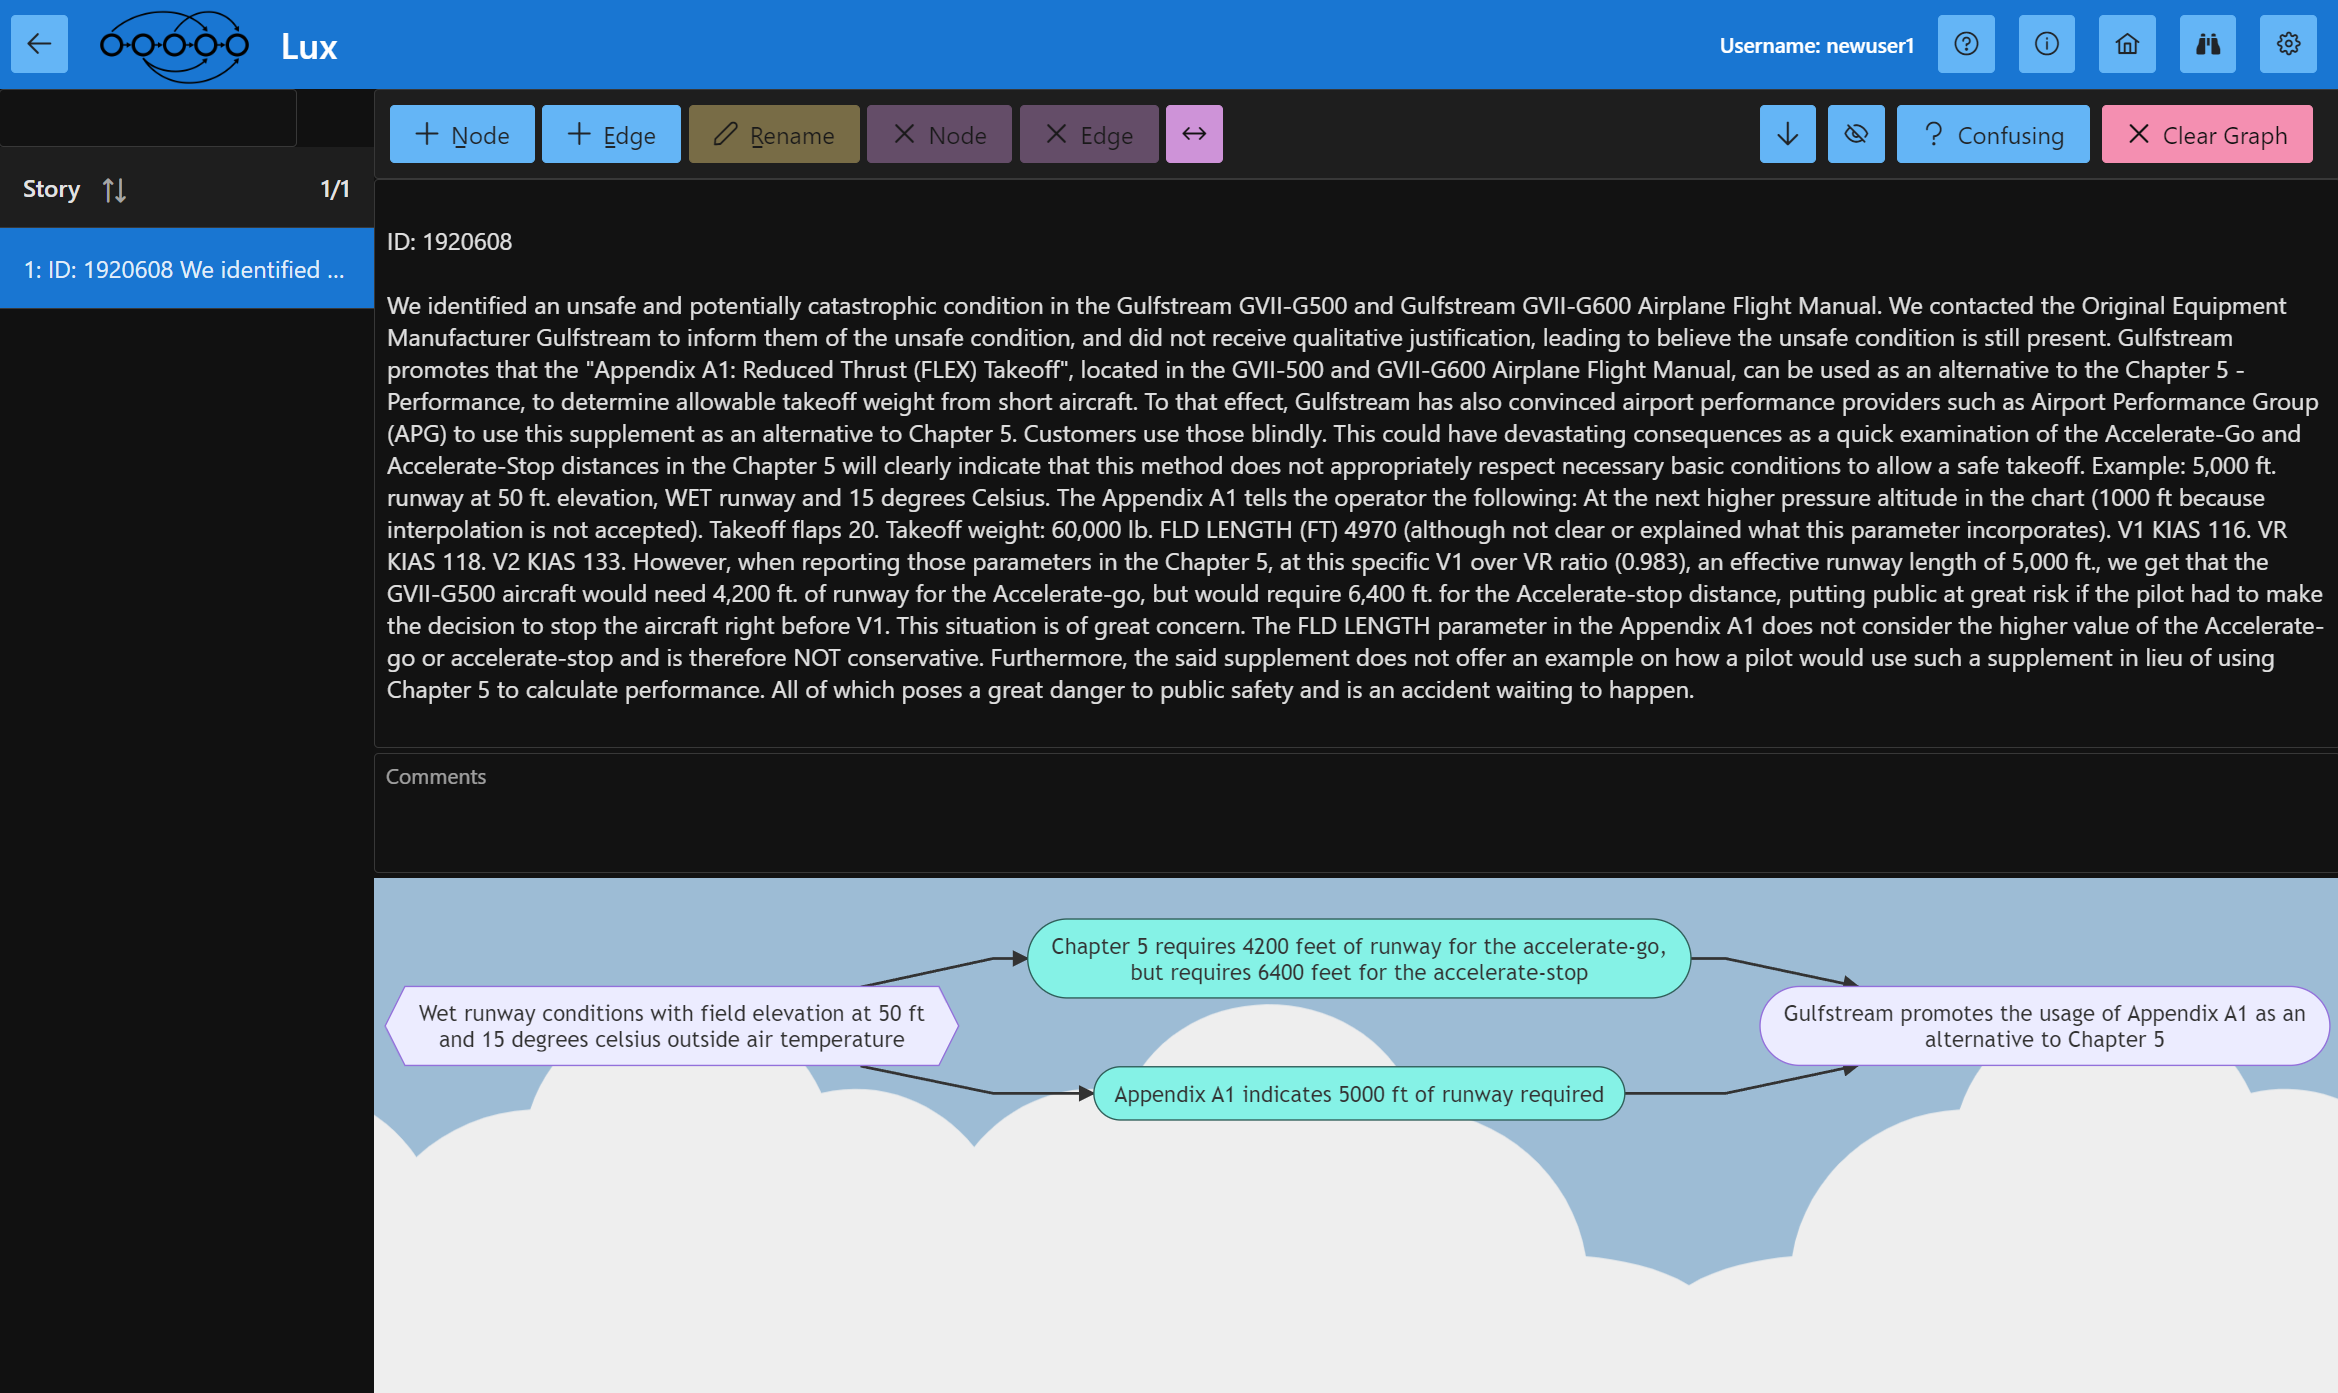 Lux
Username: newuser1
Node
Edge
Rename
Node
Edge
Confusing
Clear Graph
Story
1/1
1: ID: 1920608 We identified ...
ID: 1920608
We identified an unsafe and potentially catastrophic condition in the Gulfstream GVII-G500 and Gulfstream GVII-G600 Airplane Flight Manual. We contacted the Original Equipment
Manufacturer Gulfstream to inform them of the unsafe condition, and did not receive qualitative justification, leading to believe the unsafe condition is still present. Gulfstream
promotes that the "Appendix A1: Reduced Thrust (FLEX) Takeoff", located in the GVII-500 and GVII-G600 Airplane Flight Manual, can be used as an alternative to the Chapter 5 -
Performance, to determine allowable takeoff weight from short aircraft. To that effect, Gulfstream has also convinced airport performance providers such as Airport Performance Group
(APG) to use this supplement as an alternative to Chapter 5. Customers use those blindly. This could have devastating consequences as a quick examination of the Accelerate-Go and
Accelerate-Stop distances in the Chapter 5 will clearly indicate that this method does not appropriately respect necessary basic conditions to allow a safe takeoff. Example: 5,000 ft.
runway at 50 ft. elevation, WET runway and 15 degrees Celsius. The Appendix A1 tells the operator the following: At the next higher pressure altitude in the chart (1000 ft because
interpolation is not accepted). Takeoff flaps 20. Takeoff weight: 60,000 lb. FLD LENGTH (FT) 4970 (although not clear or explained what this parameter incorporates). V1 KIAS 116. VR
KIAS 118. V2 KIAS 133. However, when reporting those parameters in the Chapter 5, at this specific V1 over VR ratio (0.983), an effective runway length of 5,000 ft., we get that the
GVII-G500 aircraft would need 4,200 ft. of runway for the Accelerate-go, but would require 6,400 ft. for the Accelerate-stop distance, putting public at great risk if the pilot had to make
the decision to stop the aircraft right before V1. This situation is of great concern. The FLD LENGTH parameter in the Appendix A1 does not consider the higher value of the Accelerate-
go or accelerate-stop and is therefore NOT conservative. Furthermore, the said supplement does not offer an example on how a pilot would use such a supplement in lieu of using
Chapter 5 to calculate performance. All of which poses a great danger to public safety and is an accident waiting to happen.
Comments
Chapter 5 requires 4200 feet of runway for the accelerate-go,
but requires 6400 feet for the accelerate-stop
Wet runway conditions with field elevation at 50 ft
and 15 degrees celsius outside air temperature
Gulfstream promotes the usage of Appendix A1 as an
alternative to Chapter 5
Appendix A1 indicates 5000 ft of runway required